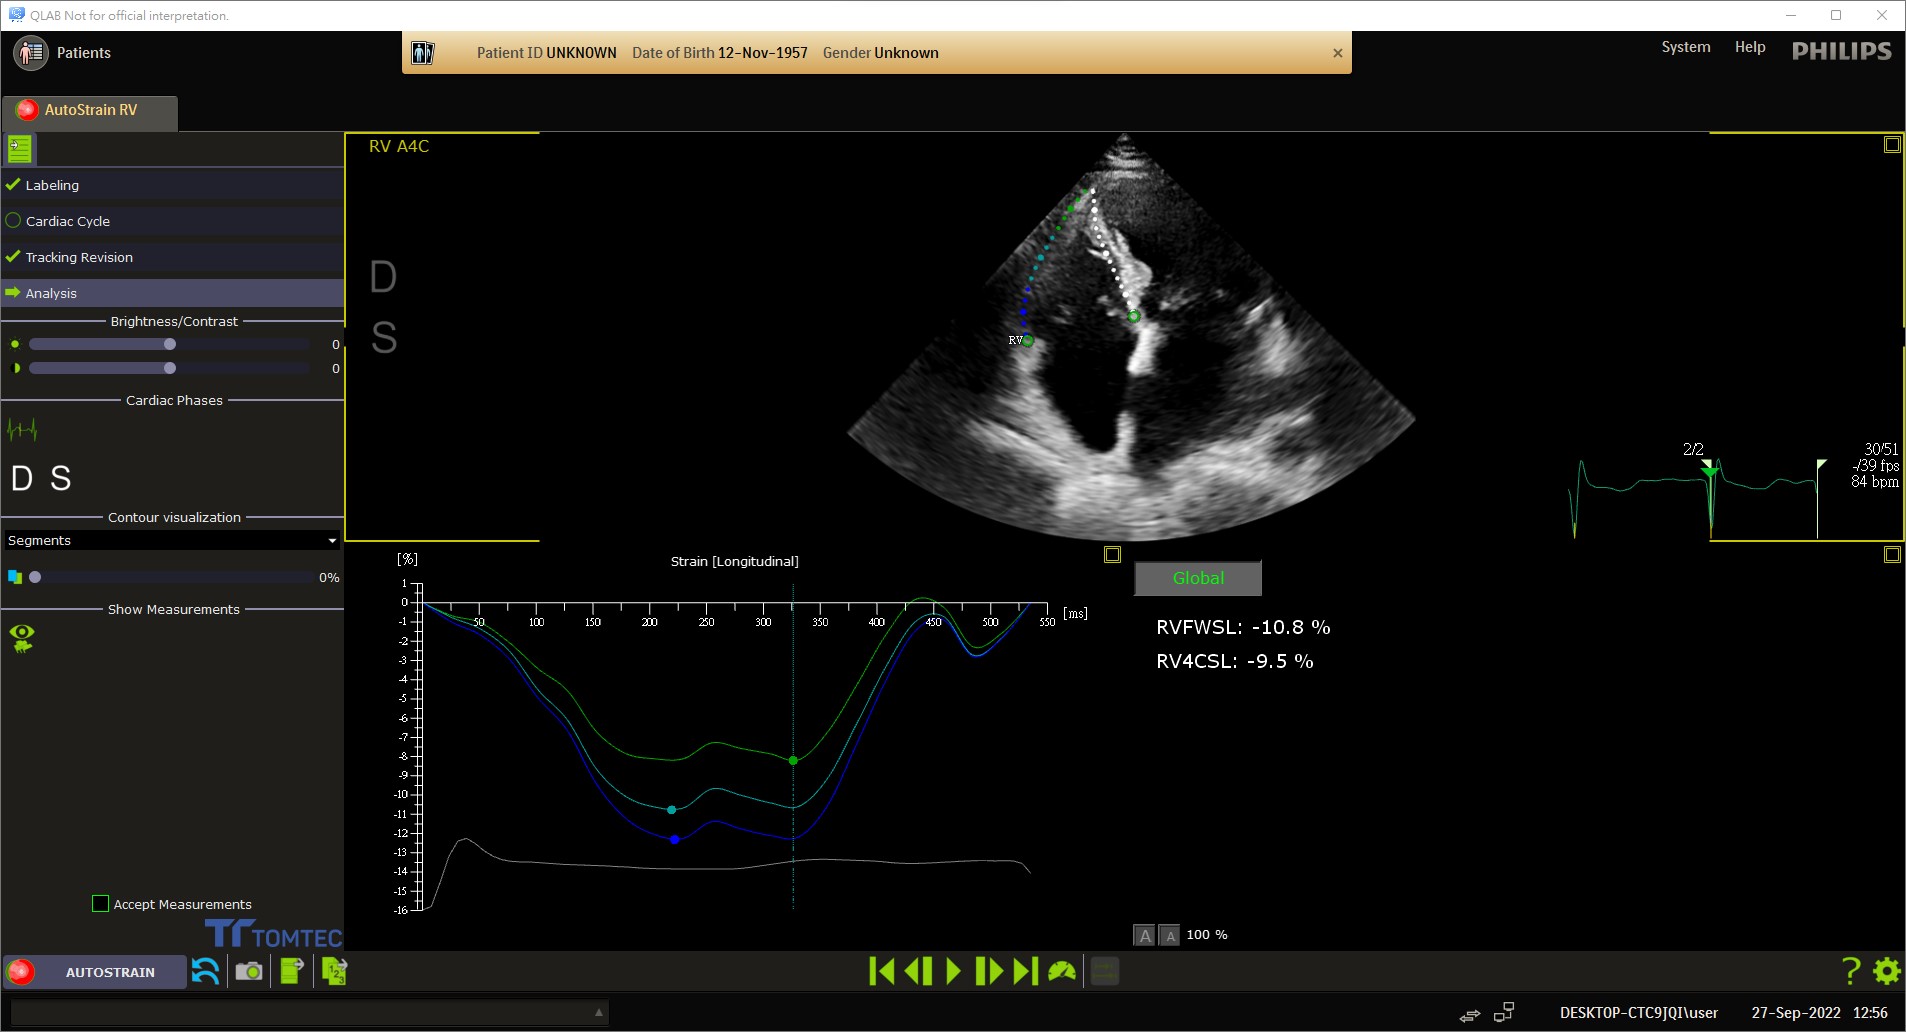 QLAB Not for official interpretation.
Patients
Patient ID UNKNOWN Date of Birth 12-Nov-1957 Gender Unknown
System Help PHILIPS
AutoStrain RV
Labeling
Cardiac Cycle
Tracking Revision
Analysis
Brightness/Contrast
0
0
Cardiac Phases
D S
Contour visualization
Segments
0%
Show Measurements
Accept Measurements
TOMTEC
RV A4C
D
S
RV
2/2
30/51
-/39 fps
84 bpm
[%]
Strain [Longitudinal]
1
0
-1
-2
-3
-4
-5
-6
-7
-8
-9
-10
-11
-12
-13
-14
-15
-16
50 100 150 200 250 300 350 400 450 500 550
[ms]
Global
RVFWSL: -10.8 %
RV4CSL: -9.5 %
A A 100 %
AUTOSTRAIN
1 2 3
?
DESKTOP-CTC9JQI\user 27-Sep-2022 12:56